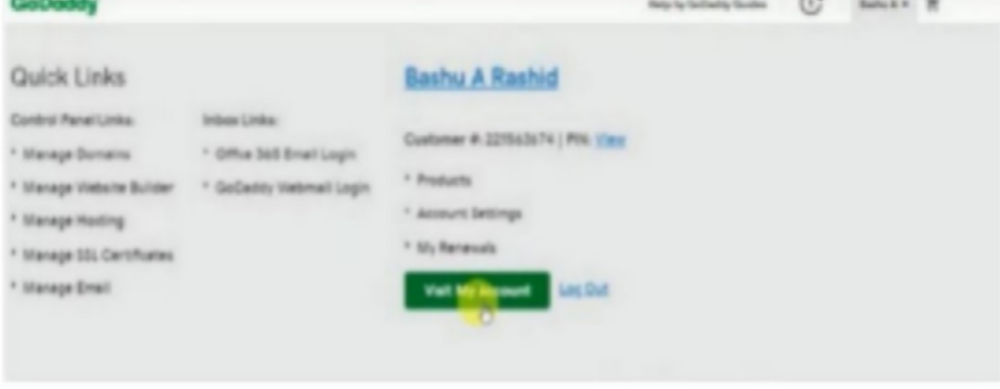 GoDaddy
Help by GoDaddy Guides
Bashu A
Quick Links
Control Panel Links:
* Manage Domains
* Manage Website Builder
* Manage Hosting
* Manage SSL Certificates
* Manage Email
Inbox Links:
* Office 365 Email Login
* GoDaddy Webmail Login
Bashu A Rashid
Customer #: 221563674 | PIN: View
* Products
* Account Settings
* My Renewals
Visit My Account
Log Out